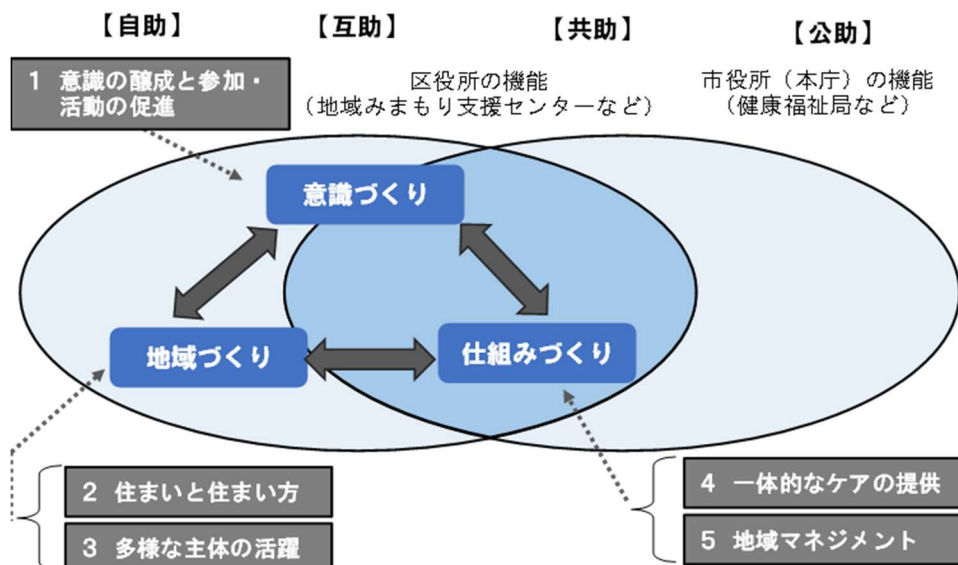 【自助】 【互助】 【共助】 【公助】
1 意識の醸成と参加・
活動の促進
区役所の機能
（地域みまもり支援センターなど）
市役所（本庁）の機能
（健康福祉局など）
意識づくり
地域づくり
仕組みづくり
2 住まいと住まい方
3 多様な主体の活躍
4 一体的なケアの提供
5 地域マネジメント